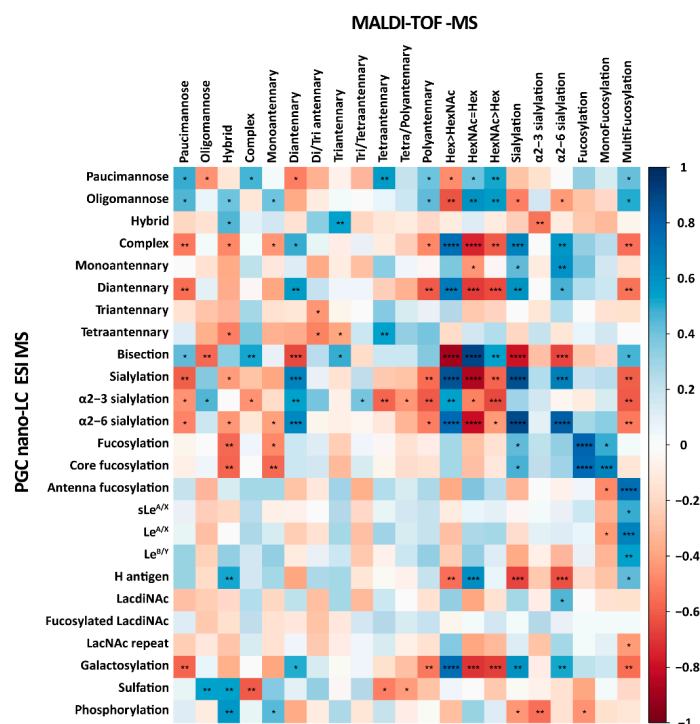 MALDI-TOF -MS
Paucimannose
Oligomannose
Hybrid
Complex
Monoantennary
Diantennary
Di/Tri antennary
Triantennary
Tri/Tetraantennary
Tetraantennary
Tetra/Polyantennary
Polyantennary
Hex>HexNAc
HexNAc=Hex
HexNAc>Hex
Sialylation
α2−3 sialylation
α2−6 sialylation
Fucosylation
MonoFucosylation
MultiFucosylation
PGC nano-LC ESI MS
Paucimannose
Oligomannose
Hybrid
Complex
Monoantennary
Diantennary
Triantennary
Tetraantennary
Bisection
Sialylation
α2−3 sialylation
α2−6 sialylation
Fucosylation
Core fucosylation
Antenna fucosylation
sLeA/X
LeA/X
LeB/Y
H antigen
LacdiNAc
Fucosylated LacdiNAc
LacNAc repeat
Galactosylation
Sulfation
Phosphorylation
1
0.8
0.6
0.4
0.2
0
−0.2
−0.4
−0.6
−0.8